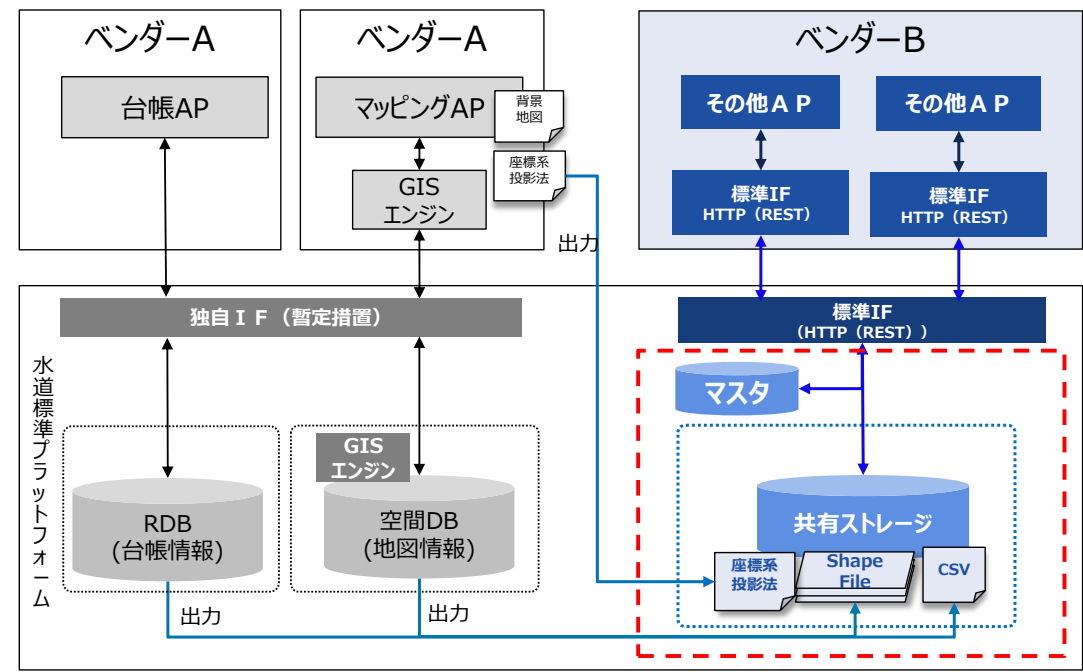 ベンダーA
台帳AP
ベンダーA
マッピングAP
背景
地図
座標系
投影法
GIS
エンジン
出力
ベンダーB
その他ＡＰ
その他ＡＰ
標準IF
HTTP（REST）
標準IF
HTTP（REST）
独自ＩＦ（暫定措置）
標準IF
（HTTP（REST））
水道標準プラットフォーム
マスタ
GIS
エンジン
RDB
(台帳情報)
空間DB
(地図情報)
共有ストレージ
座標系
投影法
Shape
File
CSV
出力
出力